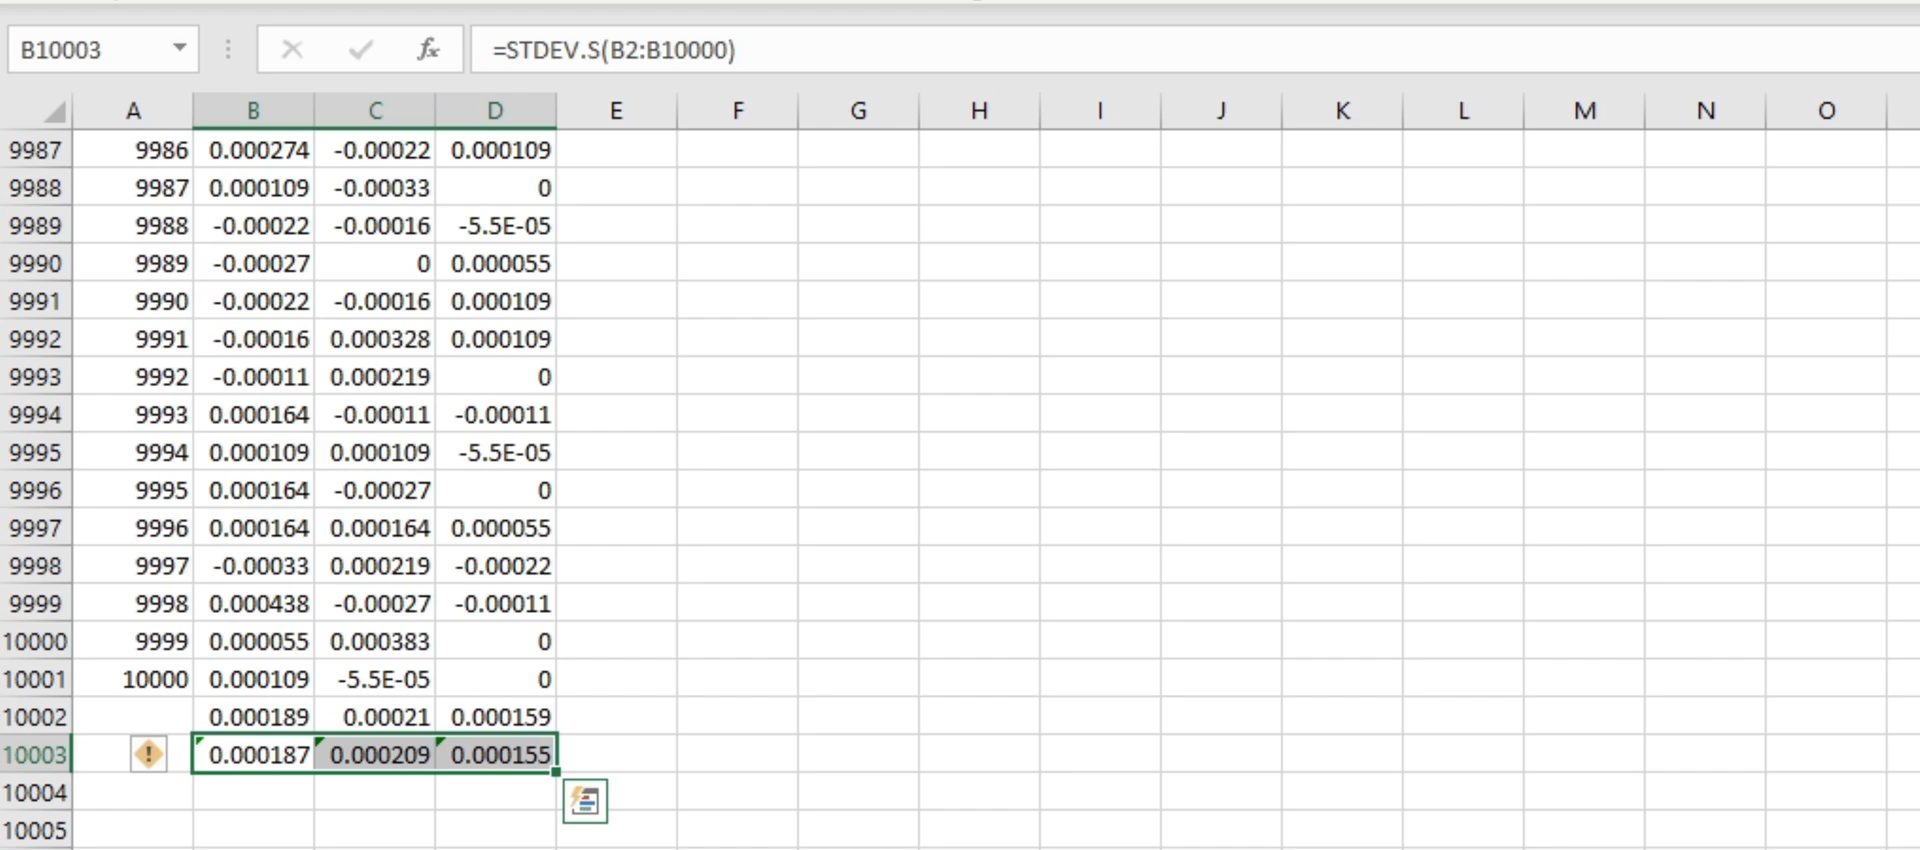 B10003 fx =STDEV.S(B2:B10000)
A B C D E F G H I J K L M N O
9987 9986 0.000274 -0.00022 0.000109
9988 9987 0.000109 -0.00033 0
9989 9988 -0.00022 -0.00016 -5.5E-05
9990 9989 -0.00027 0 0.000055
9991 9990 -0.00022 -0.00016 0.000109
9992 9991 -0.00016 0.000328 0.000109
9993 9992 -0.00011 0.000219 0
9994 9993 0.000164 -0.00011 -0.00011
9995 9994 0.000109 0.000109 -5.5E-05
9996 9995 0.000164 -0.00027 0
9997 9996 0.000164 0.000164 0.000055
9998 9997 -0.00033 0.000219 -0.00022
9999 9998 0.000438 -0.00027 -0.00011
10000 9999 0.000055 0.000383 0
10001 10000 0.000109 -5.5E-05 0
10002 0.000189 0.00021 0.000159
10003 ! 0.000187 0.000209 0.000155
10004
10005